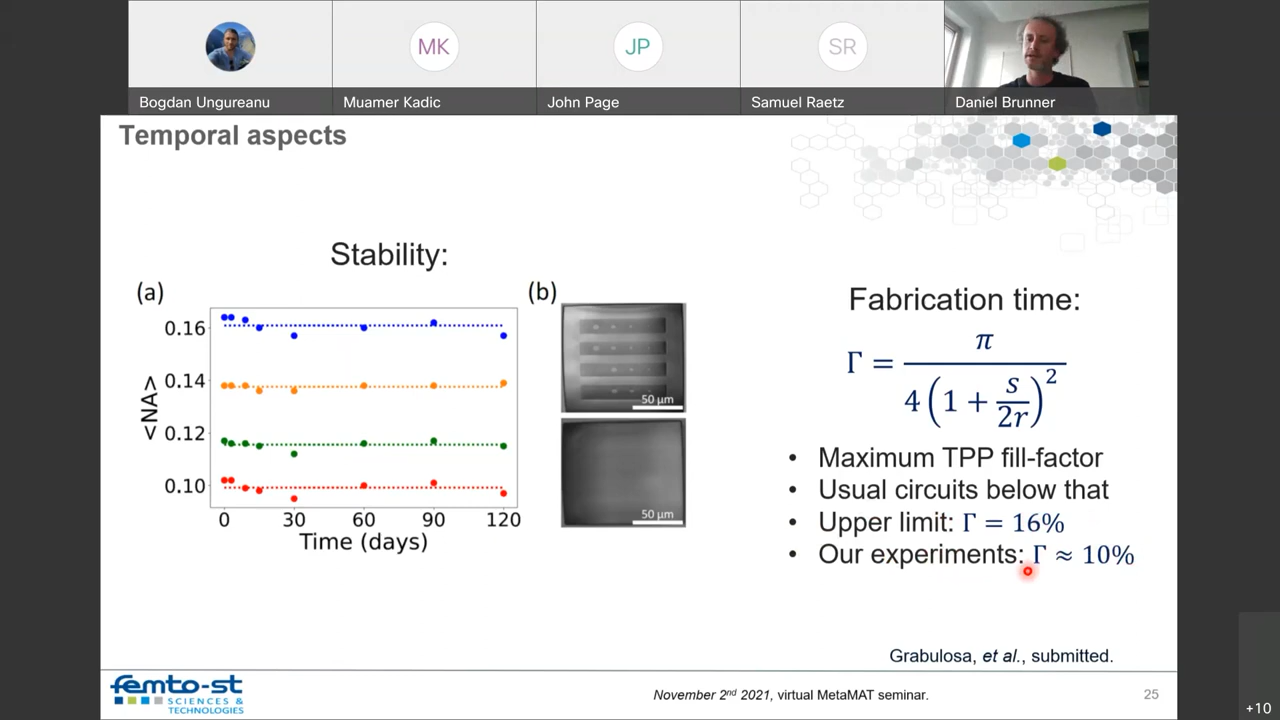 MK
JP
SR
Bogdan Ungureanu
Muamer Kadic
John Page
Samuel Raetz
Daniel Brunner
Temporal aspects
Stability:
(a)
(b)
0.16
0.14
0.12
0.10
<NA>
0 30 60 90 120
Time (days)
50 µm
50 µm
Fabrication time:
Γ = π / 4(1 + s/2r)²
• Maximum TPP fill-factor
• Usual circuits below that
• Upper limit: Γ = 16%
• Our experiments: Γ ≈ 10%
Grabulosa, et al., submitted.
femto-st
SCIENCES &
TECHNOLOGIES
November 2nd 2021, virtual MetaMAT seminar.
25
+10